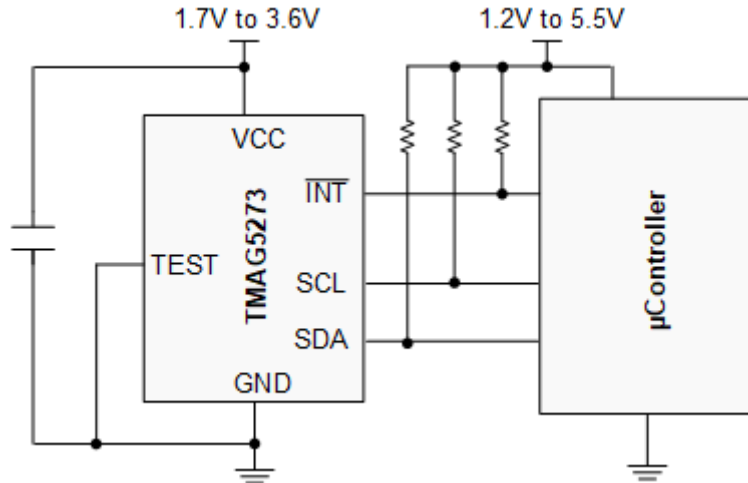 1.7V to 3.6V
1.2V to 5.5V
VCC
INT
TEST
SCL
SDA
GND
TMAG5273
µController